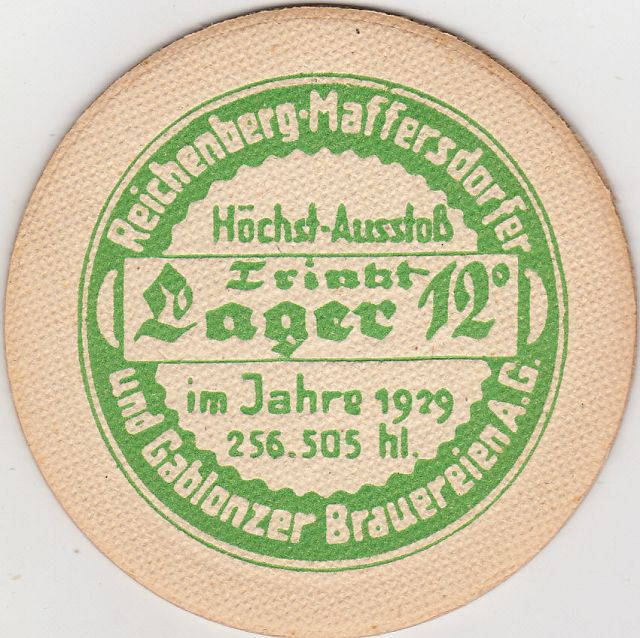 Reichenberg-Maffersdorfer
Höchst-Ausstoß
Trinkt
Lager 12°
im Jahre 1929
256.505 hl.
und Gablonzer Brauereien A.G.